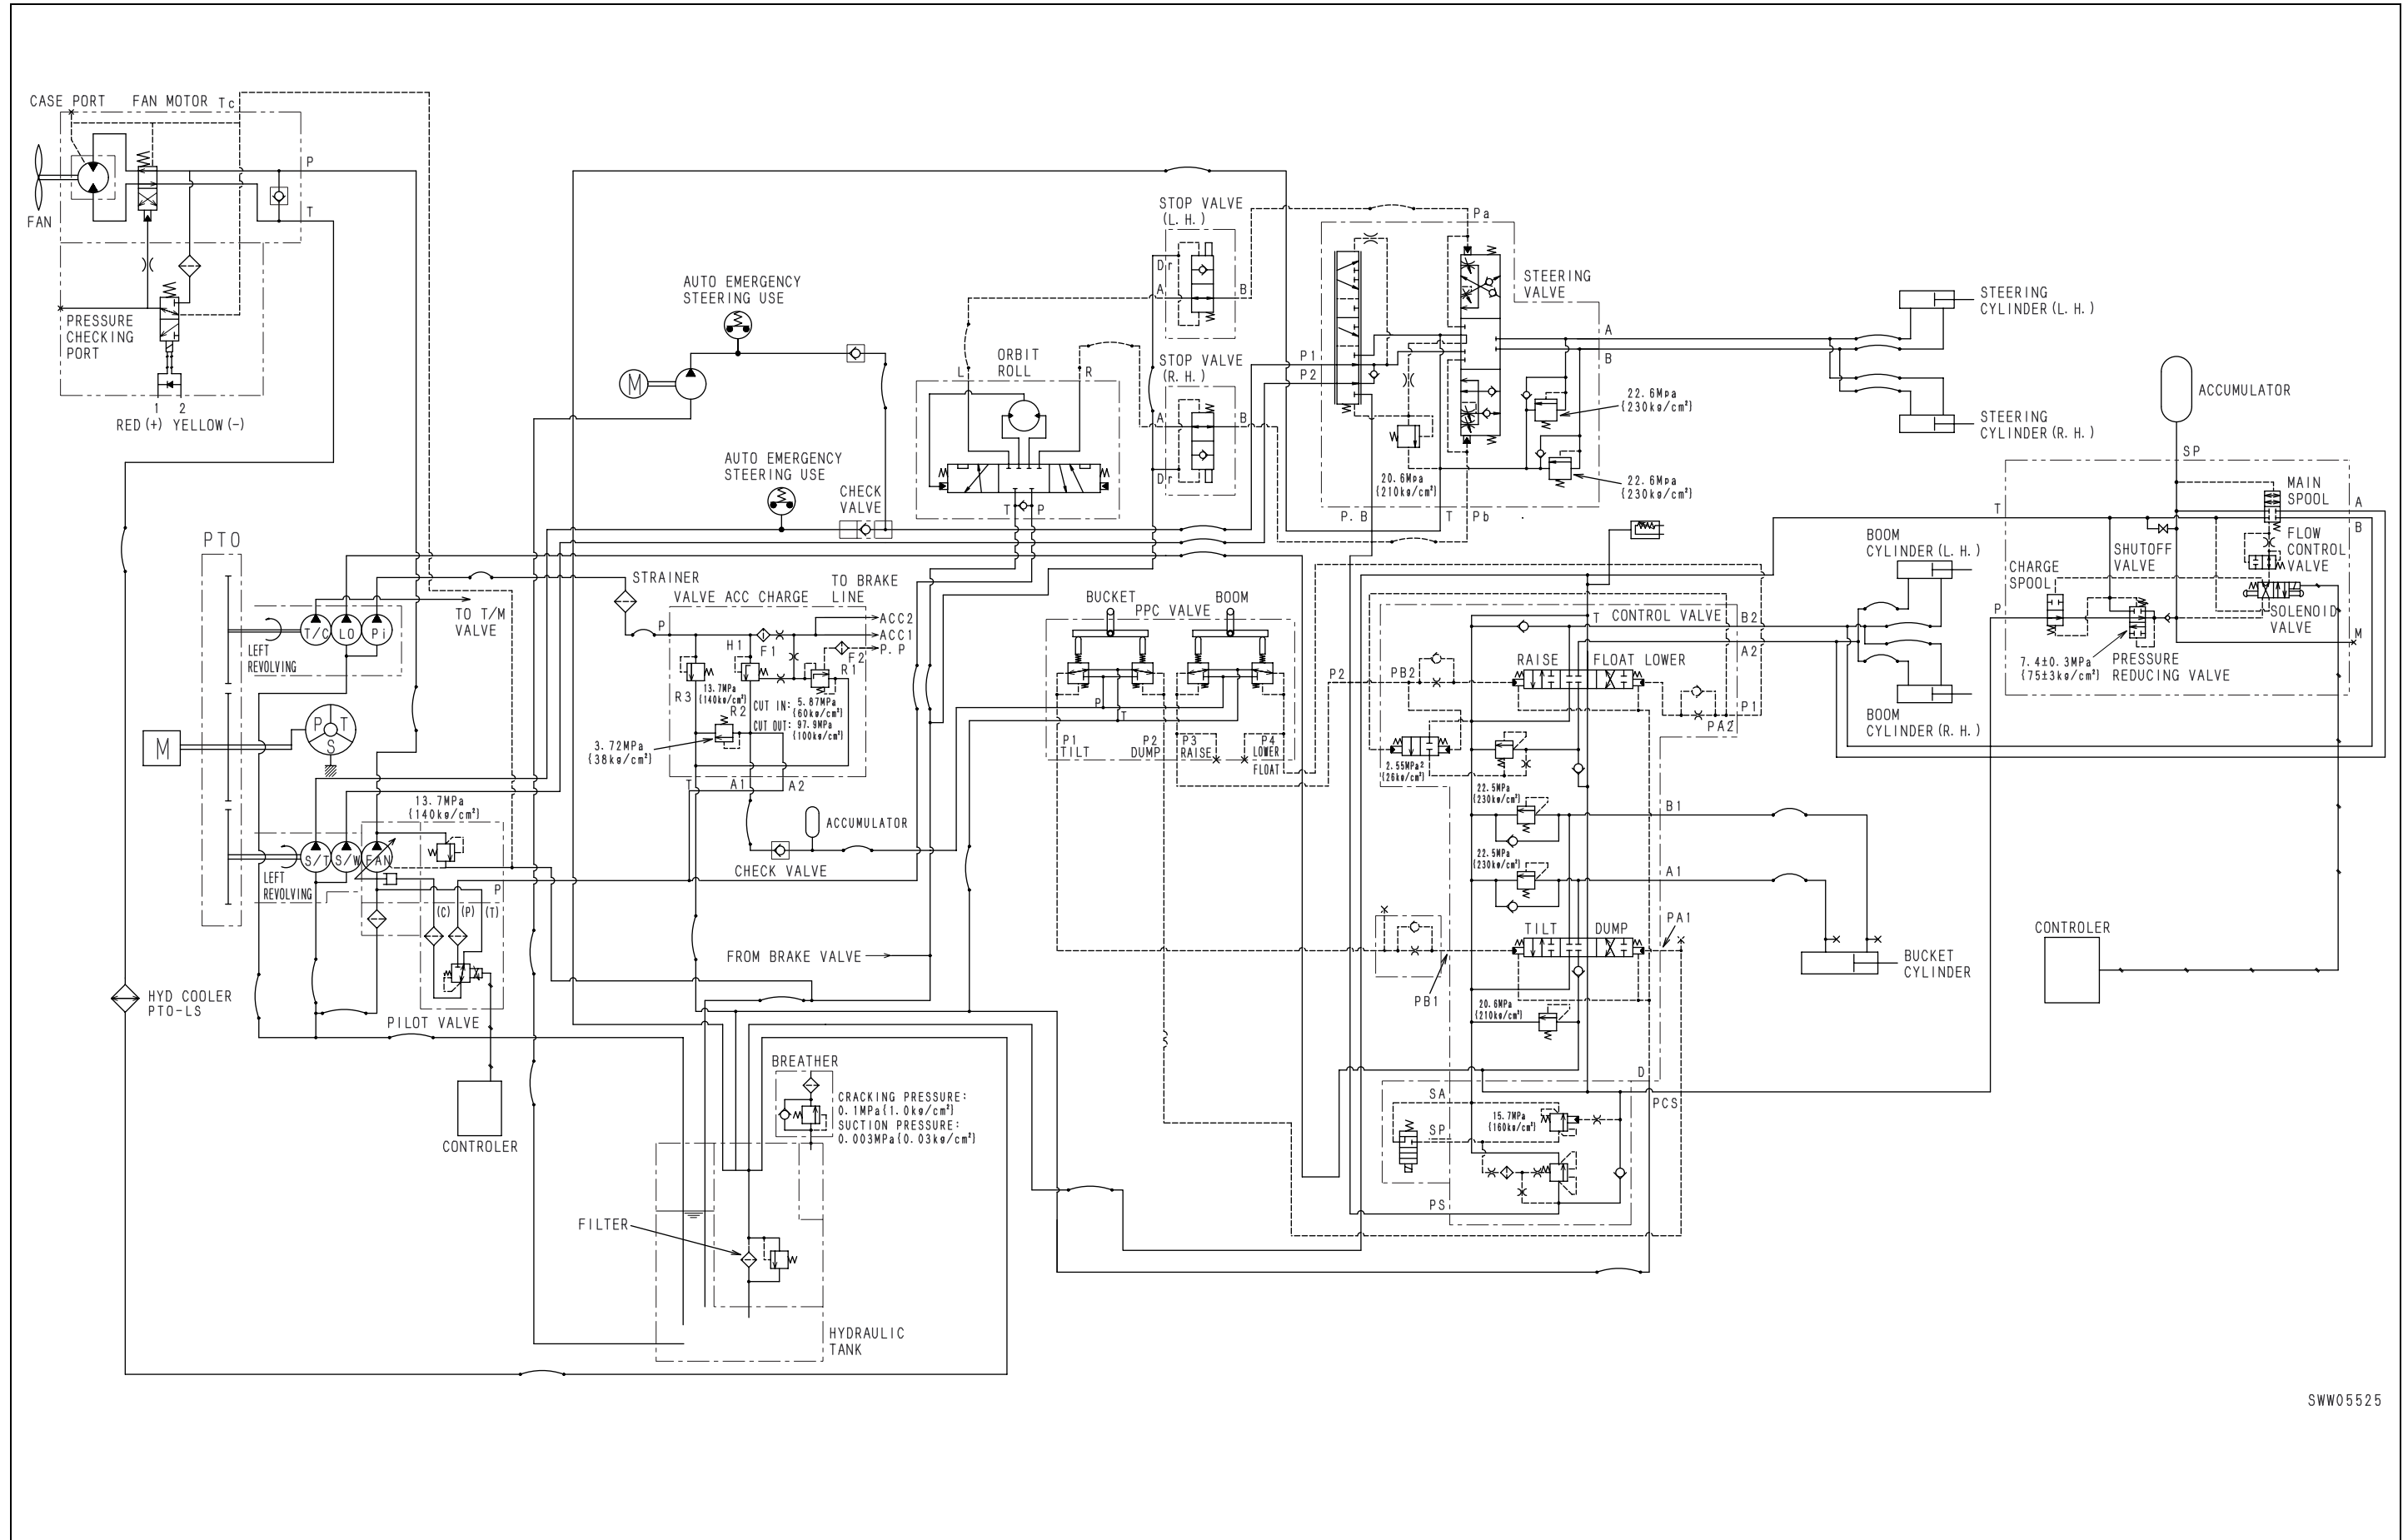 CASE PORT
FAN MOTOR
Tc
P
T
FAN
PRESSURE
CHECKING
PORT
1 2
RED(+) YELLOW(-)
AUTO EMERGENCY
STEERING USE
M
AUTO EMERGENCY
STEERING USE
CHECK
VALVE
ORBIT
ROLL
L
R
T
P
STOP VALVE
(L.H.)
Dr
A
B
STOP VALVE
(R.H.)
A
B
Dr
Pa
STEERING
VALVE
P1
P2
A
B
22.6Mpa
{230kg/cm²}
22.6Mpa
{230kg/cm²}
20.6Mpa
{210kg/cm²}
P.B
T
Pb
STEERING
CYLINDER(L.H.)
STEERING
CYLINDER(R.H.)
ACCUMULATOR
SP
MAIN
SPOOL
T
A
B
FLOW
CONTROL
VALVE
SHUTOFF
VALVE
CHARGE
SPOOL
P
SOLENOID
VALVE
M
7.4±0.3MPa
{75±3kg/cm²}
PRESSURE
REDUCING VALVE
BOOM
CYLINDER(L.H.)
BOOM
CYLINDER(R.H.)
PTO
T/C
LO
Pi
LEFT
REVOLVING
TO T/M
VALVE
STRAINER
VALVE ACC CHARGE
TO BRAKE
LINE
P
ACC2
ACC1
P.P
H1
F1
F2
R1
R3
13.7MPa
{140kg/cm²}
R2
CUT IN: 5.87MPa
{60kg/cm²}
CUT OUT: 97.9MPa
{100kg/cm²}
3.72MPa
{38kg/cm²}
T
A1
A2
ACCUMULATOR
CHECK VALVE
M
P
T
S
13.7MPa
{140kg/cm²}
S/T
S/W
FAN
LEFT
REVOLVING
P
(C) (P) (T)
PILOT VALVE
CONTROLER
HYD COOLER
PTO-LS
FROM BRAKE VALVE
BREATHER
CRACKING PRESSURE:
0.1MPa{1.0kg/cm²}
SUCTION PRESSURE:
0.003MPa{0.03kg/cm²}
FILTER
HYDRAULIC
TANK
BUCKET
PPC VALVE
BOOM
P
T
P1
TILT
P2
DUMP
P3
RAISE
P4
LOWER
FLOAT
T
CONTROL VALVE
B2
A2
RAISE
FLOAT LOWER
P2
PB2
P1
PA2
2.55MPa²
{26kg/cm²}
22.5MPa
{230kg/cm²}
B1
22.5MPa
{230kg/cm²}
A1
TILT
DUMP
PA1
PB1
20.6MPa
{210kg/cm²}
BUCKET
CYLINDER
CONTROLER
D
SA
PCS
15.7MPa
{160kg/cm²}
SP
PS
SWW05525